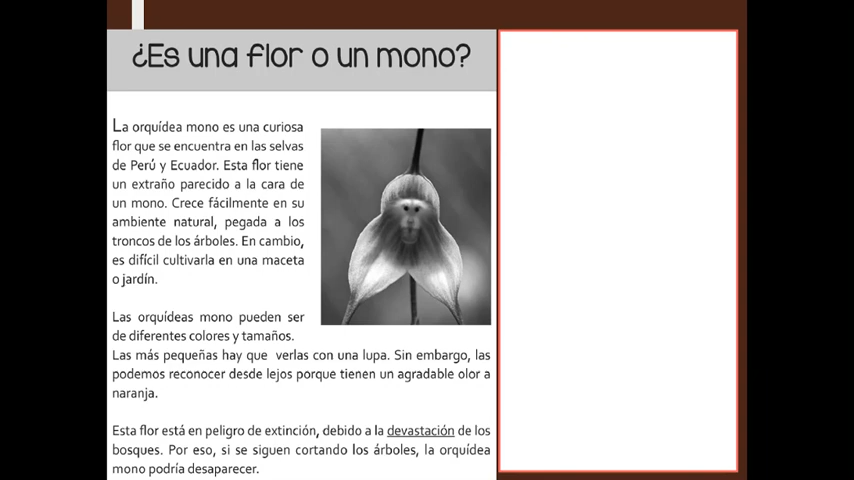 ¿Es una flor o un mono?
La orquídea mono es una curiosa
flor que se encuentra en las selvas
de Perú y Ecuador. Esta flor tiene
un extraño parecido a la cara de
un mono. Crece fácilmente en su
ambiente natural, pegada a los
troncos de los árboles. En cambio,
es difícil cultivarla en una maceta
o jardín.
Las orquídeas mono pueden ser
de diferentes colores y tamaños.
Las más pequeñas hay que verlas con una lupa. Sin embargo, las
podemos reconocer desde lejos porque tienen un agradable olor a
naranja.
Esta flor está en peligro de extinción, debido a la devastación de los
bosques. Por eso, si se siguen cortando los árboles, la orquídea
mono podría desaparecer.